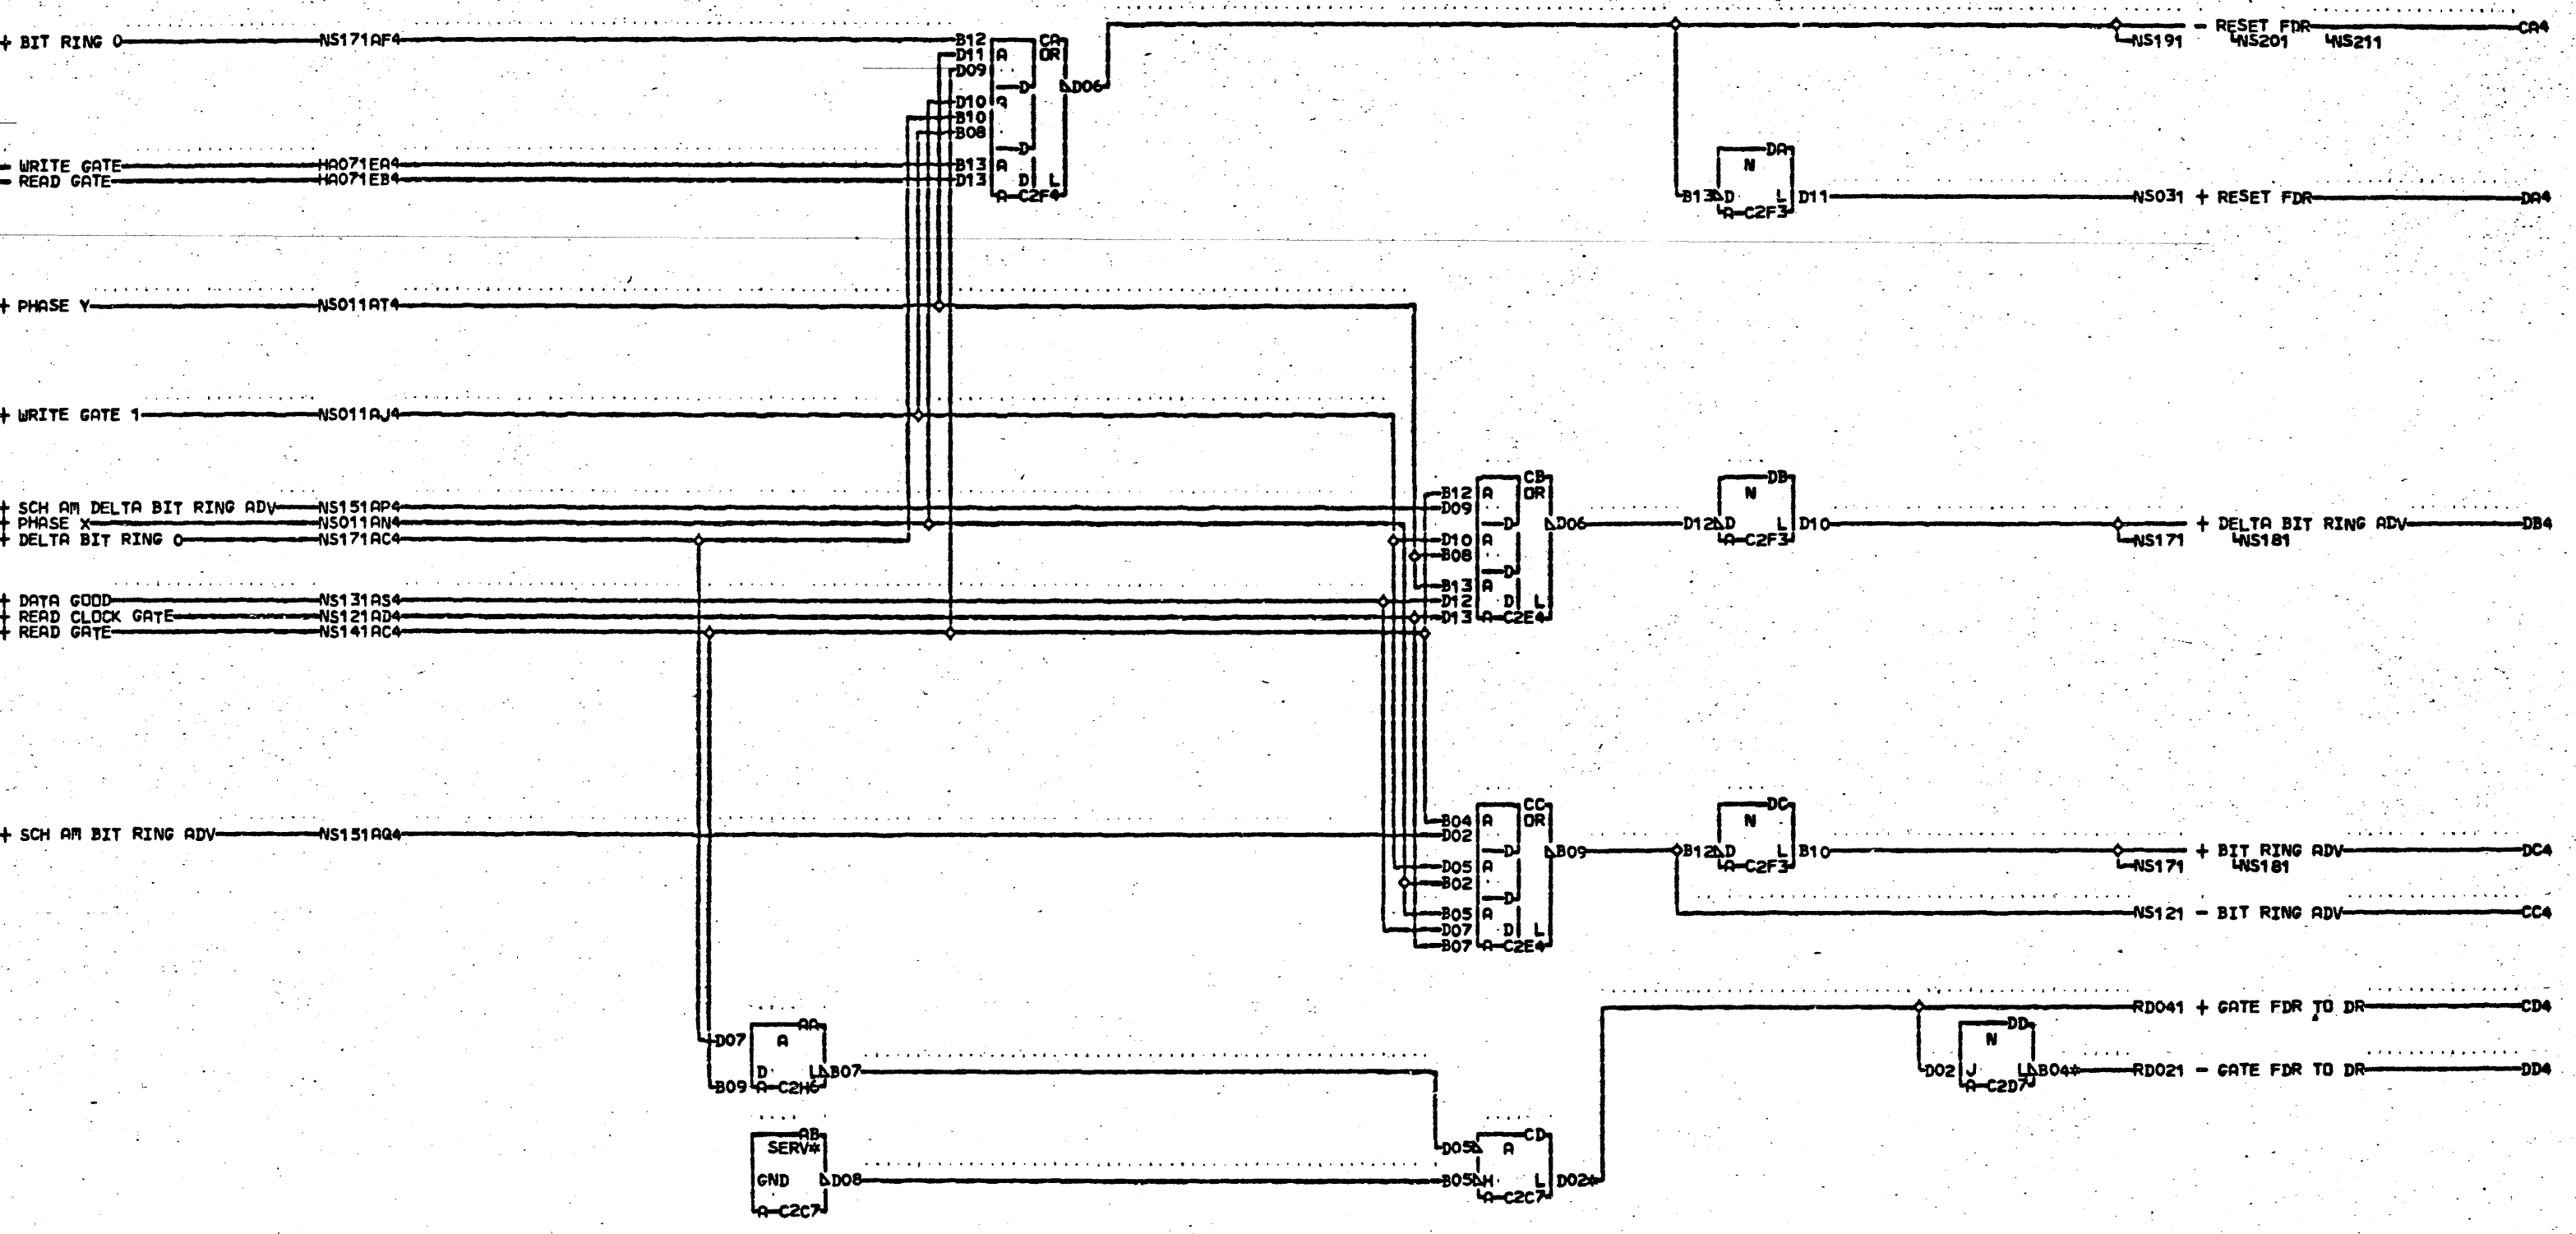 - RESET FDR CA4
+ BIT RING 0 NS171AF4 B12 CA NS191 NS201 NS211
D11 A OR
D09
D D06
D10 A
B10
B08
D DA
N
- WRITE GATE HA071EA4 B13 A
- READ GATE HA071EB4 D13 D L
A C2F4 B13 D L D11 NS031 + RESET FDR DA4
A C2F3
+ PHASE Y NS011AT4
+ WRITE GATE 1 NS011AJ4
CB DB
B12 A OR N
+ SCH AM DELTA BIT RING ADV NS151AP4 D09
+ PHASE X NS011AN4 D D06 D12 D L D10 + DELTA BIT RING ADV DB4
+ DELTA BIT RING 0 NS171AC4 D10 A A C2F3 NS171 NS181
B08
D
B13 A
+ DATA GOOD NS131AS4 D12 D L
+ READ CLOCK GATE NS121AD4 D13 A C2E4
+ READ GATE NS141AC4
CC DC
B04 A OR N
+ SCH AM BIT RING ADV NS151AQ4 D02
D B09 B12 D L B10 + BIT RING ADV DC4
D05 A A C2F3 NS171 NS181
B02
D
B05 A NS121 - BIT RING ADV CC4
D07 D L
B07 A C2E4
RD041 + GATE FDR TO DR CD4
AA DD
D07 A N
D L B07 D02 J L B04* RD021 - GATE FDR TO DR DD4
B09 A C2H6 A C2D7
AB CD
SERV* D05 A
GND D08 B05 H L D02*
A C2C7
A C2C7